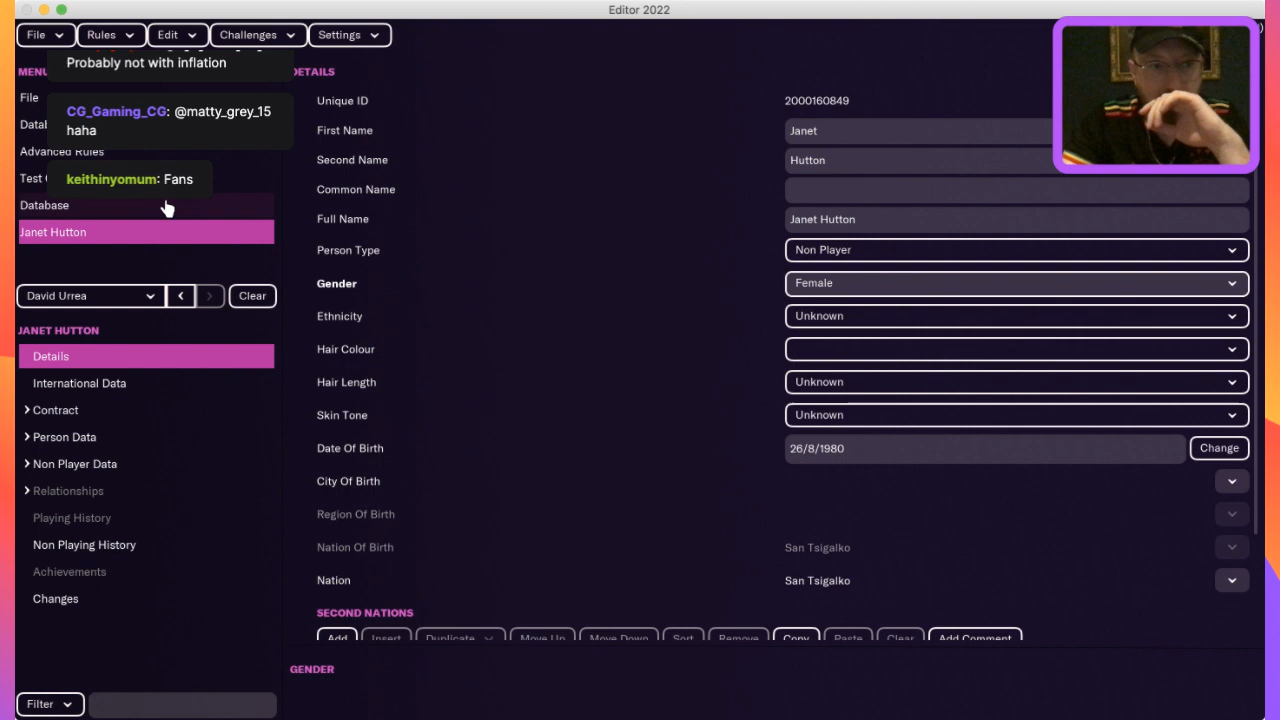 Editor 2022
File
Rules
Edit
Challenges
Settings
Probably not with inflation
CG_Gaming_CG: @matty_grey_15
haha
keithinyomum: Fans
MENU
File
Datab
Advanced Rules
Test
Database
Janet Hutton
David Urrea
Clear
JANET HUTTON
Details
International Data
Contract
Person Data
Non Player Data
Relationships
Playing History
Non Playing History
Achievements
Changes
Filter
DETAILS
Unique ID 2000160849
First Name Janet
Second Name Hutton
Common Name
Full Name Janet Hutton
Person Type Non Player
Gender Female
Ethnicity Unknown
Hair Colour
Hair Length Unknown
Skin Tone Unknown
Date Of Birth 26/8/1980 Change
City Of Birth
Region Of Birth
Nation Of Birth San Tsigalko
Nation San Tsigalko
SECOND NATIONS
Add Insert Duplicate Move Up Move Down Sort Remove Copy Paste Clear Add Comment
GENDER